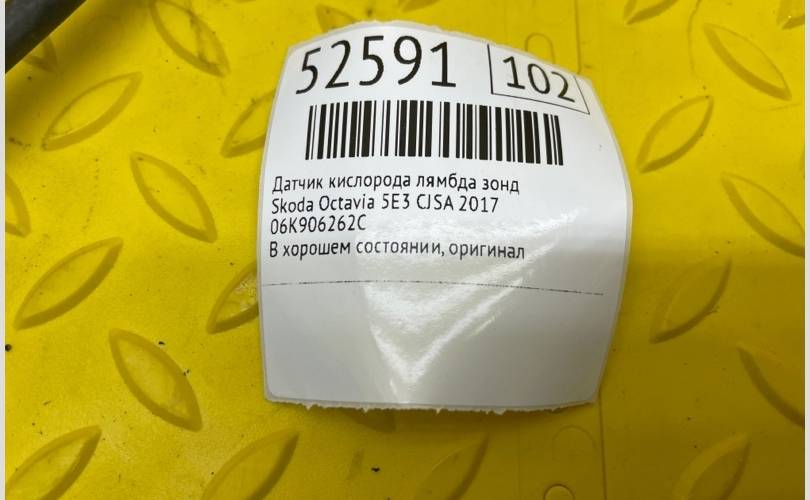 52591 102
Датчик кислорода лямбда зонд
Skoda Octavia 5E3 CJSA 2017
06K906262C
В хорошем состоянии, оригинал